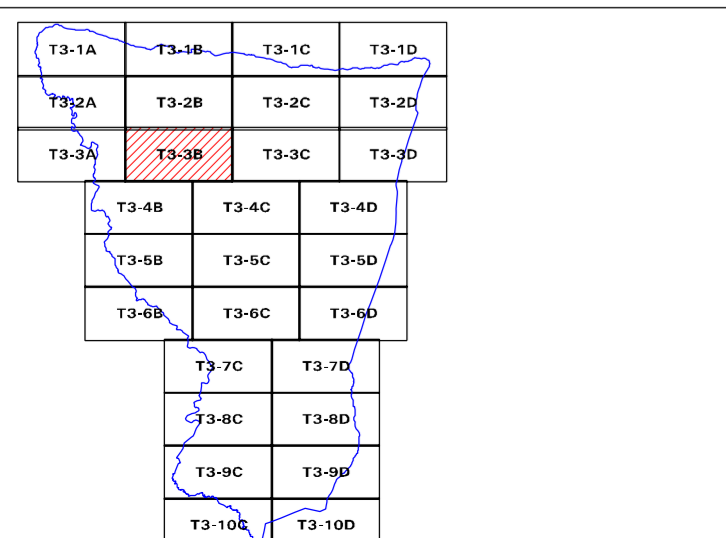 T3-1A T3-1B T3-1C T3-1D
T3-2A T3-2B T3-2C T3-2D
T3-3A T3-3B T3-3C T3-3D
T3-4B T3-4C T3-4D
T3-5B T3-5C T3-5D
T3-6B T3-6C T3-6D
T3-7C T3-7D
T3-8C T3-8D
T3-9C T3-9D
T3-10C T3-10D